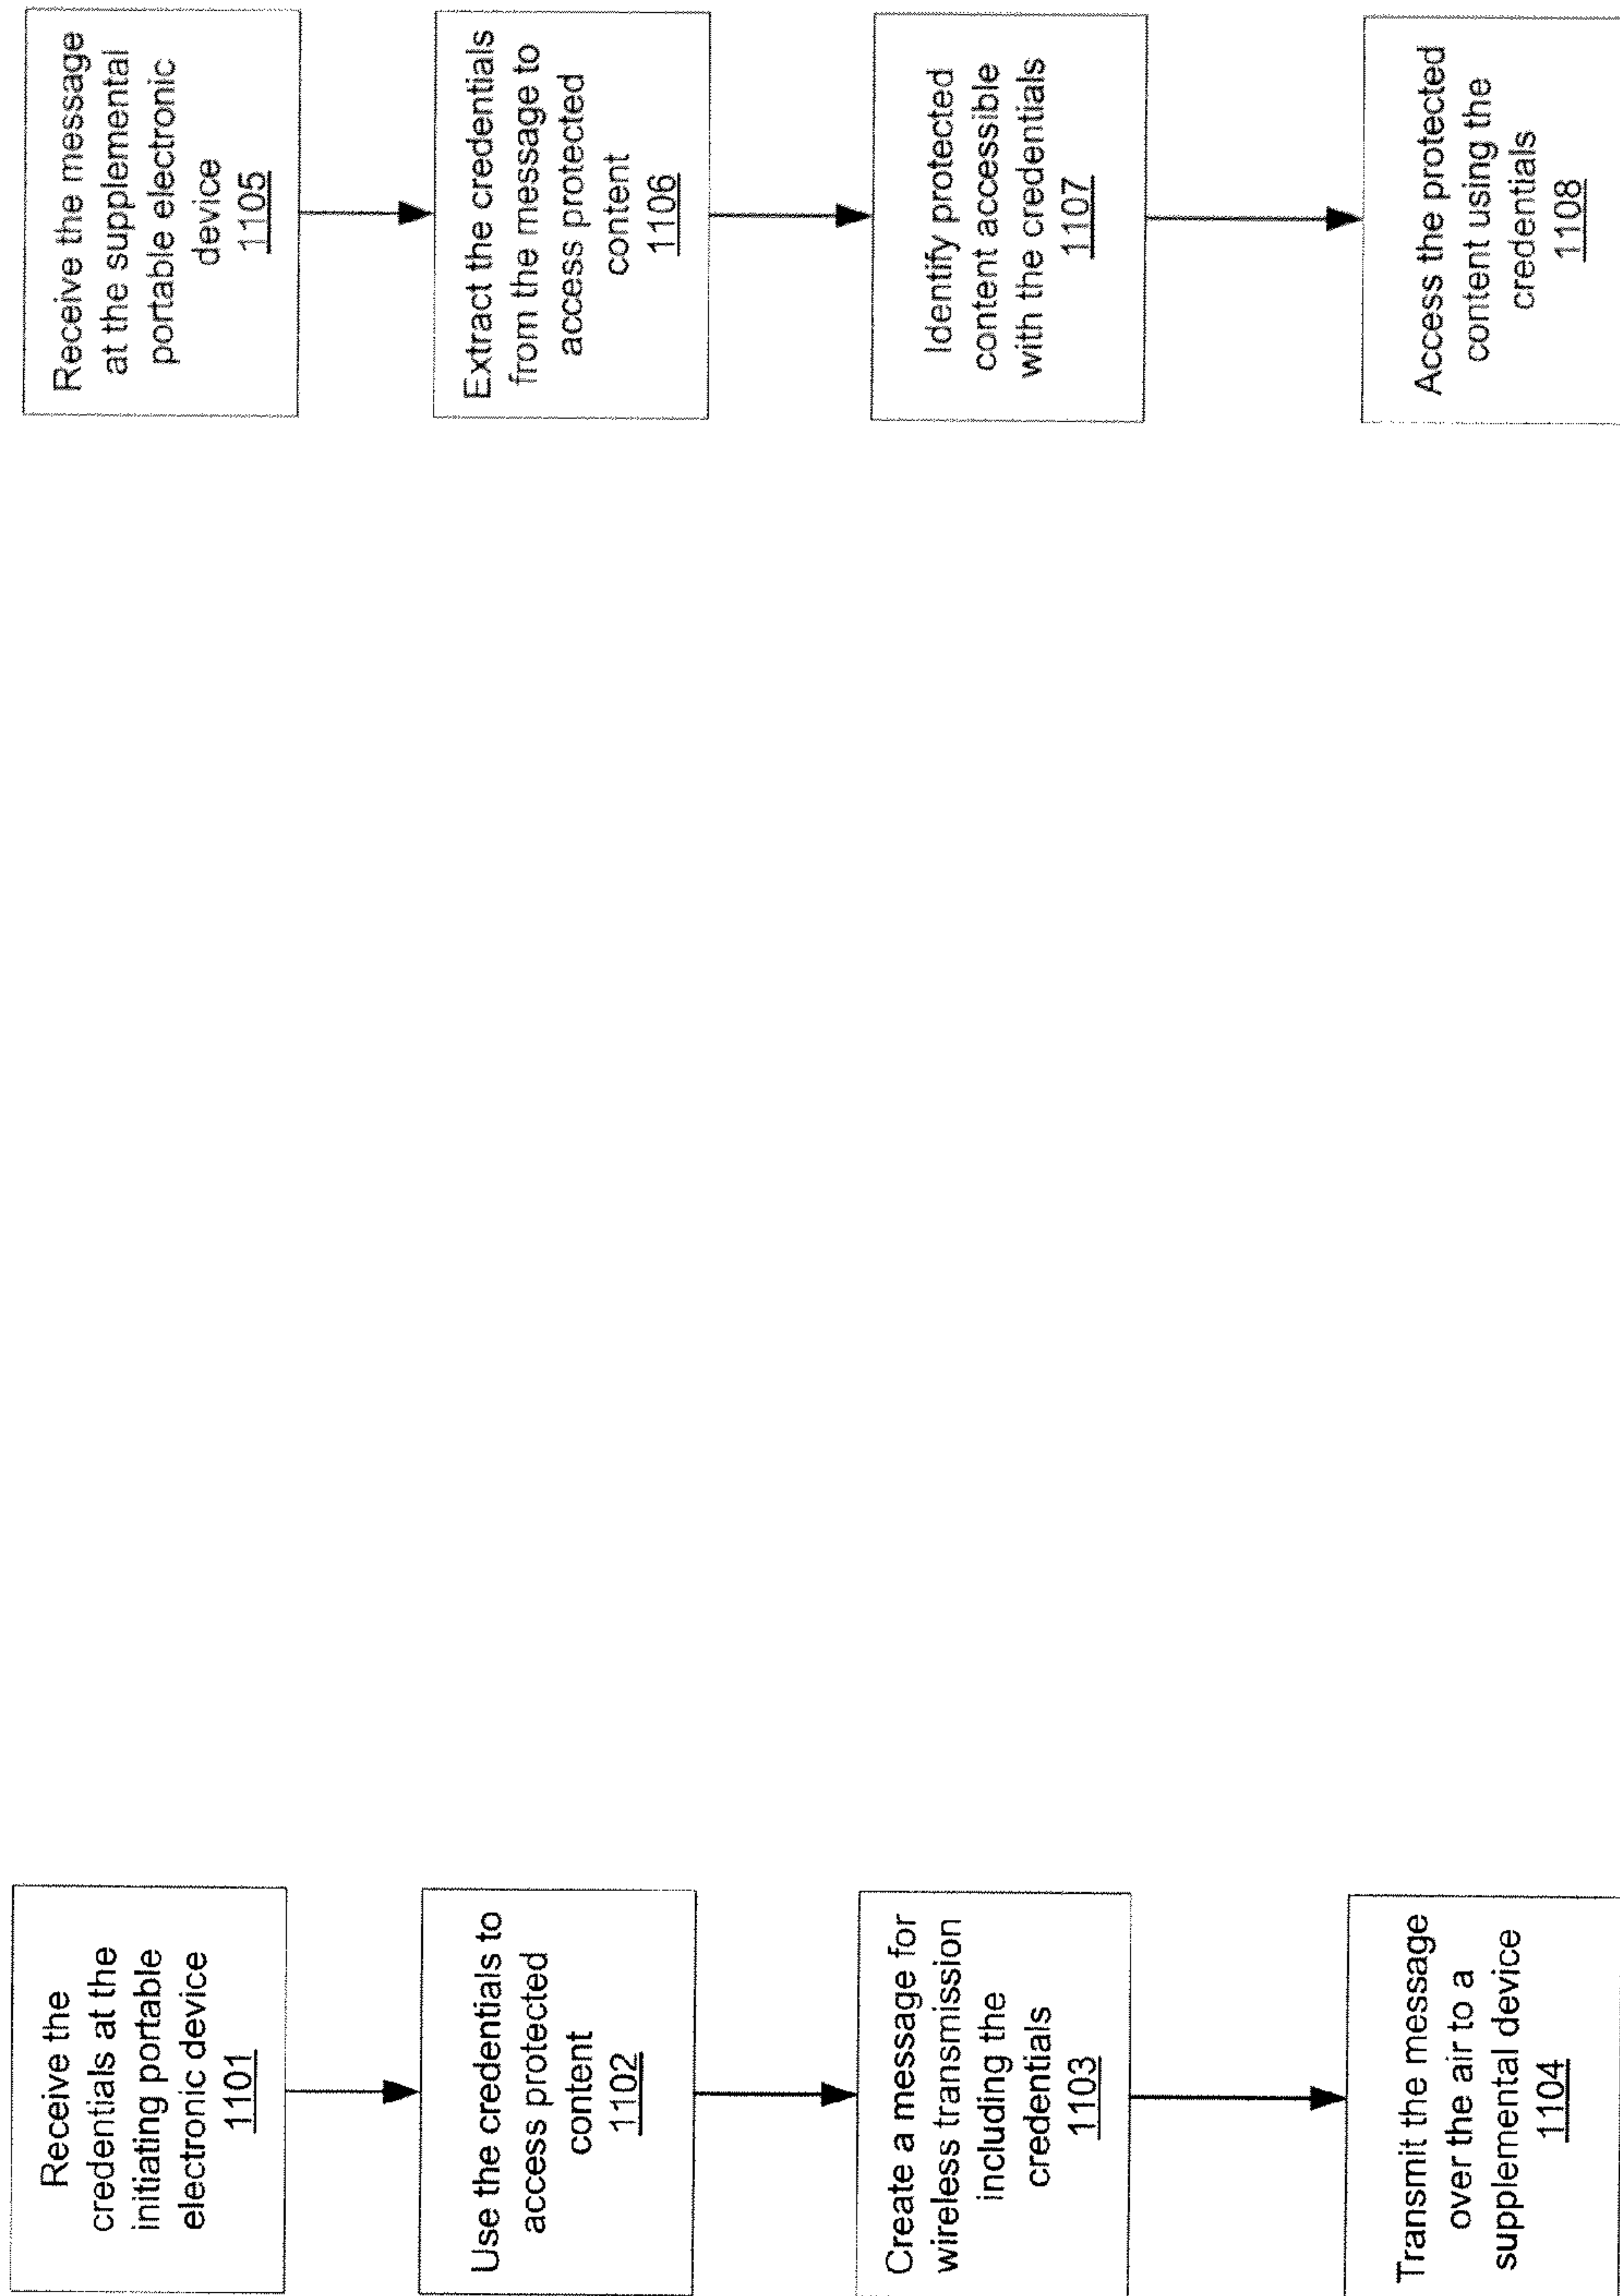 Receive the
credentials at the
initiating portable
electronic device
1101
Use the credentials to
access protected
content
1102
Create a message for
wireless transmission
including the
credentials
1103
Transmit the message
over the air to a
supplemental device
1104
Receive the message
at the supplemental
portable electronic
device
1105
Extract the credentials
from the message to
access protected
content
1106
Identify protected
content accessible
with the credentials
1107
Access the protected
content using the
credentials
1108